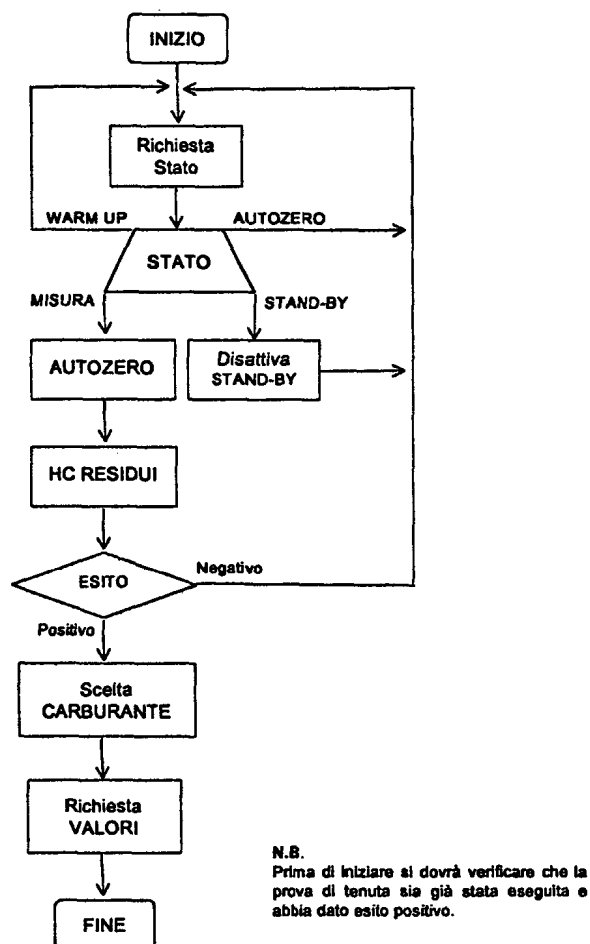 INIZIO
Richiesta
Stato
WARM UP
AUTOZERO
STATO
MISURA
STAND-BY
AUTOZERO
Disattiva
STAND-BY
HC RESIDUI
ESITO
Negativo
Positivo
Scelta
CARBURANTE
Richiesta
VALORI
FINE
N.B.
Prima di iniziare si dovrà verificare che la
prova di tenuta sia già stata eseguita e
abbia dato esito positivo.